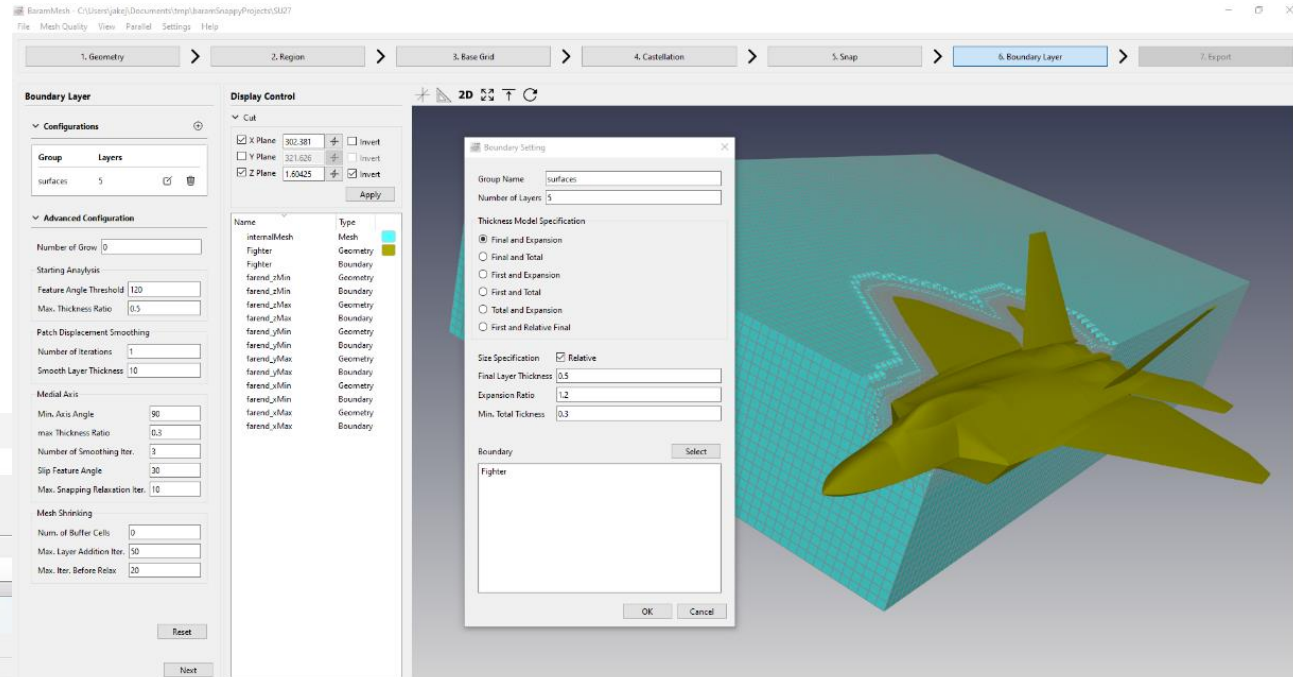 BaramMesh - C:\Users\jakej\Documents\tmp\baramSnappyProjects\SU27
File Mesh Quality View Parallel Settings Help
1. Geometry
2. Region
3. Base Grid
4. Castellation
5. Snap
6. Boundary Layer
7. Export
Boundary Layer
Configurations
Group Layers
surfaces 5
Advanced Configuration
Number of Grow 0
Starting Anaylysis
Feature Angle Threshold 120
Max. Thickness Ratio 0.5
Patch Displacement Smoothing
Number of Iterations 1
Smooth Layer Thickness 10
Medial Axis
Min. Axis Angle 90
max Thickness Ratio 0.3
Number of Smoothing Iter. 3
Slip Feature Angle 30
Max. Snapping Relaxation Iter. 10
Mesh Shrinking
Num. of Buffer Cells 0
Max. Layer Addition Iter. 50
Max. Iter. Before Relax 20
Reset
Next
Display Control
Cut
X Plane 302.381 Invert
Y Plane 321.626 Invert
Z Plane 1.60425 Invert
Apply
Name Type
internalMesh Mesh
Fighter Geometry
Fighter Boundary
farend_zMin Geometry
farend_zMin Boundary
farend_zMax Geometry
farend_zMax Boundary
farend_yMin Geometry
farend_yMin Boundary
farend_yMax Geometry
farend_yMax Boundary
farend_xMin Geometry
farend_xMin Boundary
farend_xMax Geometry
farend_xMax Boundary
2D
Boundary Setting
Group Name surfaces
Number of Layers 5
Thickness Model Specification
Final and Expansion
Final and Total
First and Expansion
First and Total
Total and Expansion
First and Relative Final
Size Specification Relative
Final Layer Thickness 0.5
Expansion Ratio 1.2
Min. Total Tickness 0.3
Boundary Select
Fighter
OK Cancel